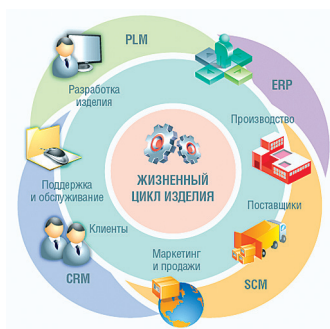 PLM
Разработка
изделия
ERP
Производство
ЖИЗНЕННЫЙ
ЦИКЛ ИЗДЕЛИЯ
Поддержка
и обслуживание
Поставщики
Клиенты
Маркетинг
и продажи
CRM
SCM